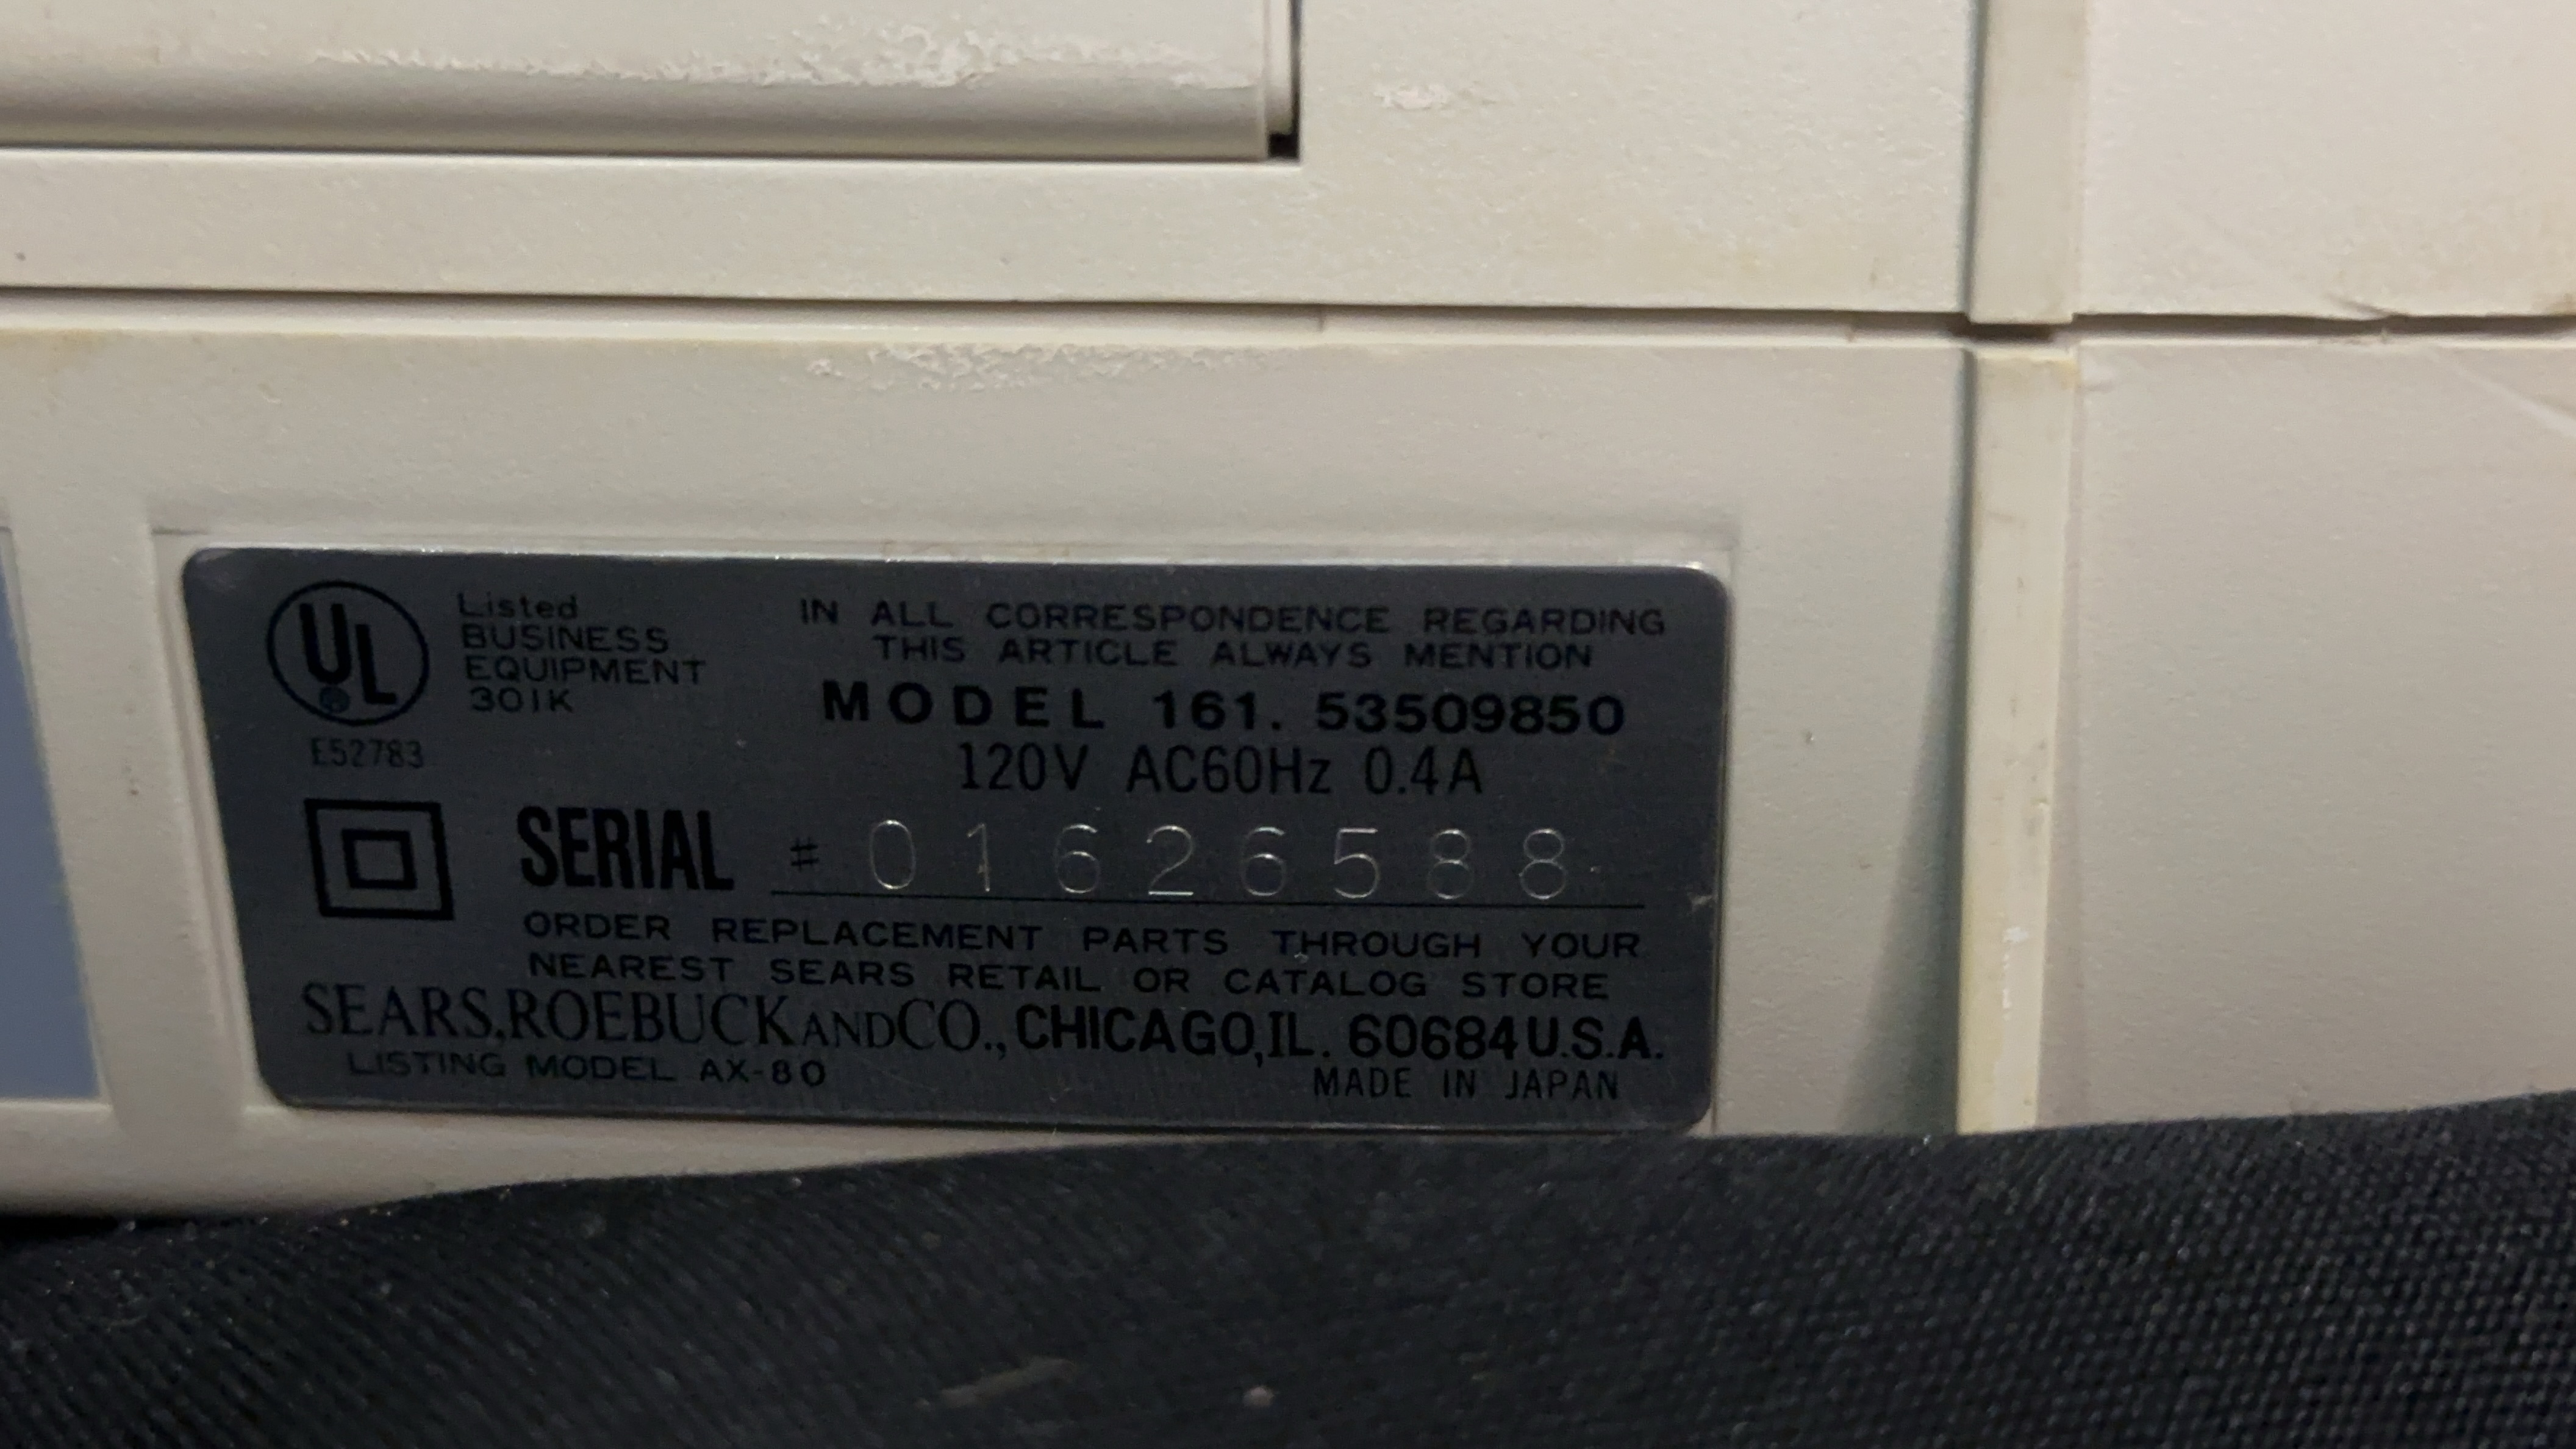 UL
Listed
BUSINESS
EQUIPMENT
301K
E52783
IN ALL CORRESPONDENCE REGARDING
THIS ARTICLE ALWAYS MENTION
MODEL 161. 53509850
120V AC60Hz 0.4A
SERIAL # 01626588
ORDER REPLACEMENT PARTS THROUGH YOUR
NEAREST SEARS RETAIL OR CATALOG STORE
SEARS,ROEBUCK AND CO., CHICAGO,IL. 60684 U.S.A.
LISTING MODEL AX-80
MADE IN JAPAN